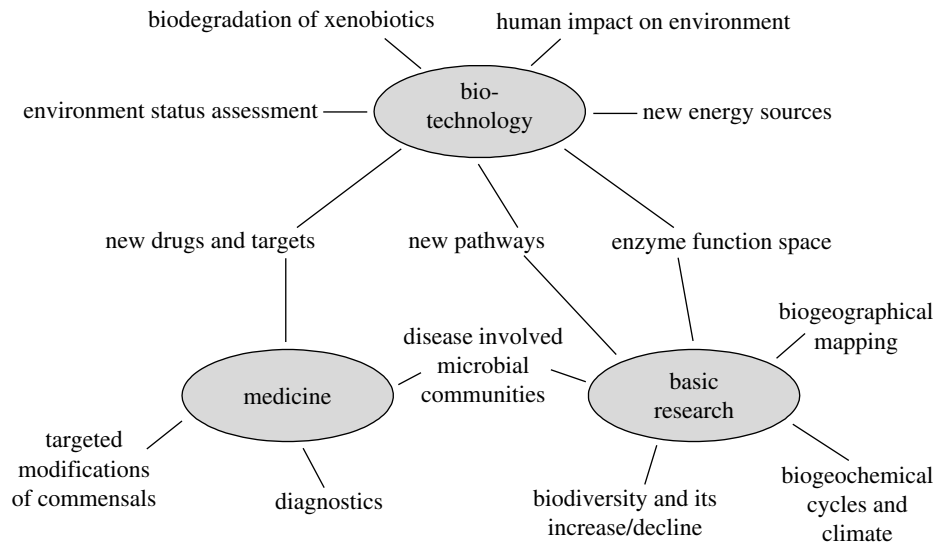 biodegradation of xenobiotics
human impact on environment
environment status assessment
bio-
technology
new energy sources
new drugs and targets
new pathways
enzyme function space
biogeographical
mapping
disease involved
microbial
communities
medicine
basic
research
targeted
modifications
of commensals
diagnostics
biodiversity and its
increase/decline
biogeochemical
cycles and
climate